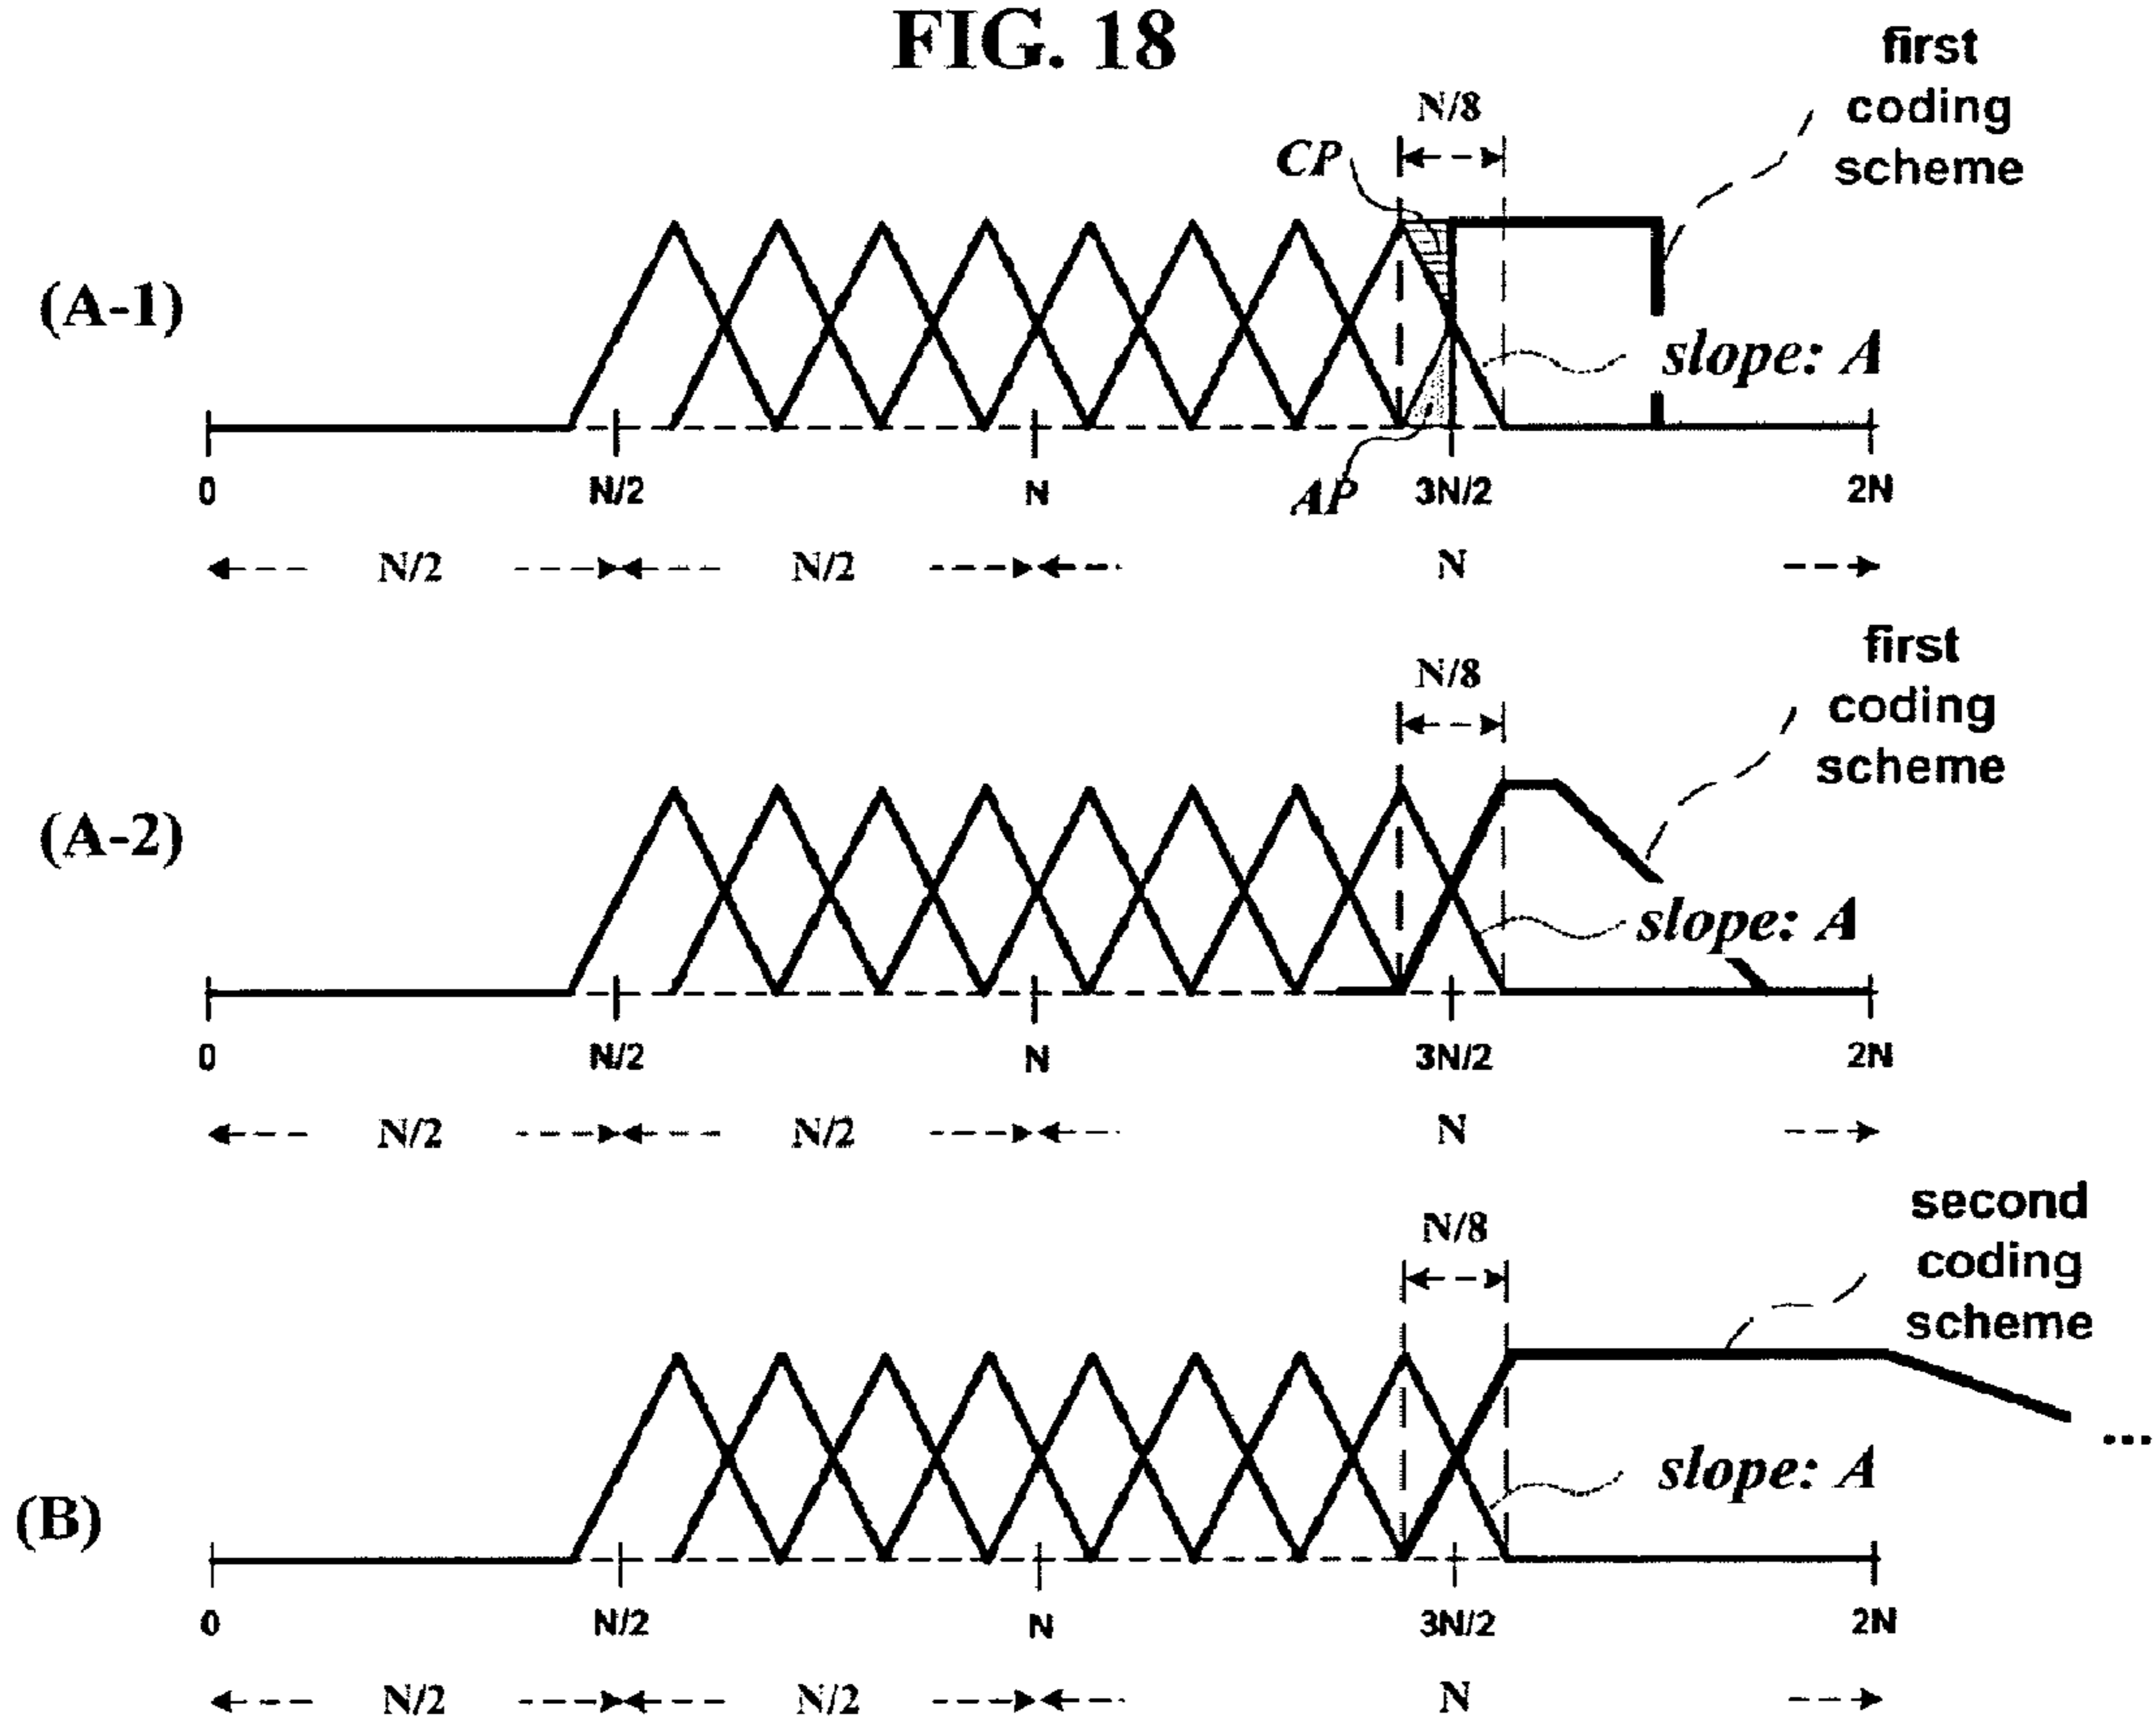 FIG. 18
first
coding
scheme
N/8
CP
(A-1)
slope: A
AP
0 N/2 N 3N/2 2N
N/2 N/2 N
first
coding
scheme
N/8
(A-2)
slope: A
0 N/2 N 3N/2 2N
N/2 N/2 N
second
coding
scheme
N/8
...
slope: A
(B)
0 N/2 N 3N/2 2N
N/2 N/2 N